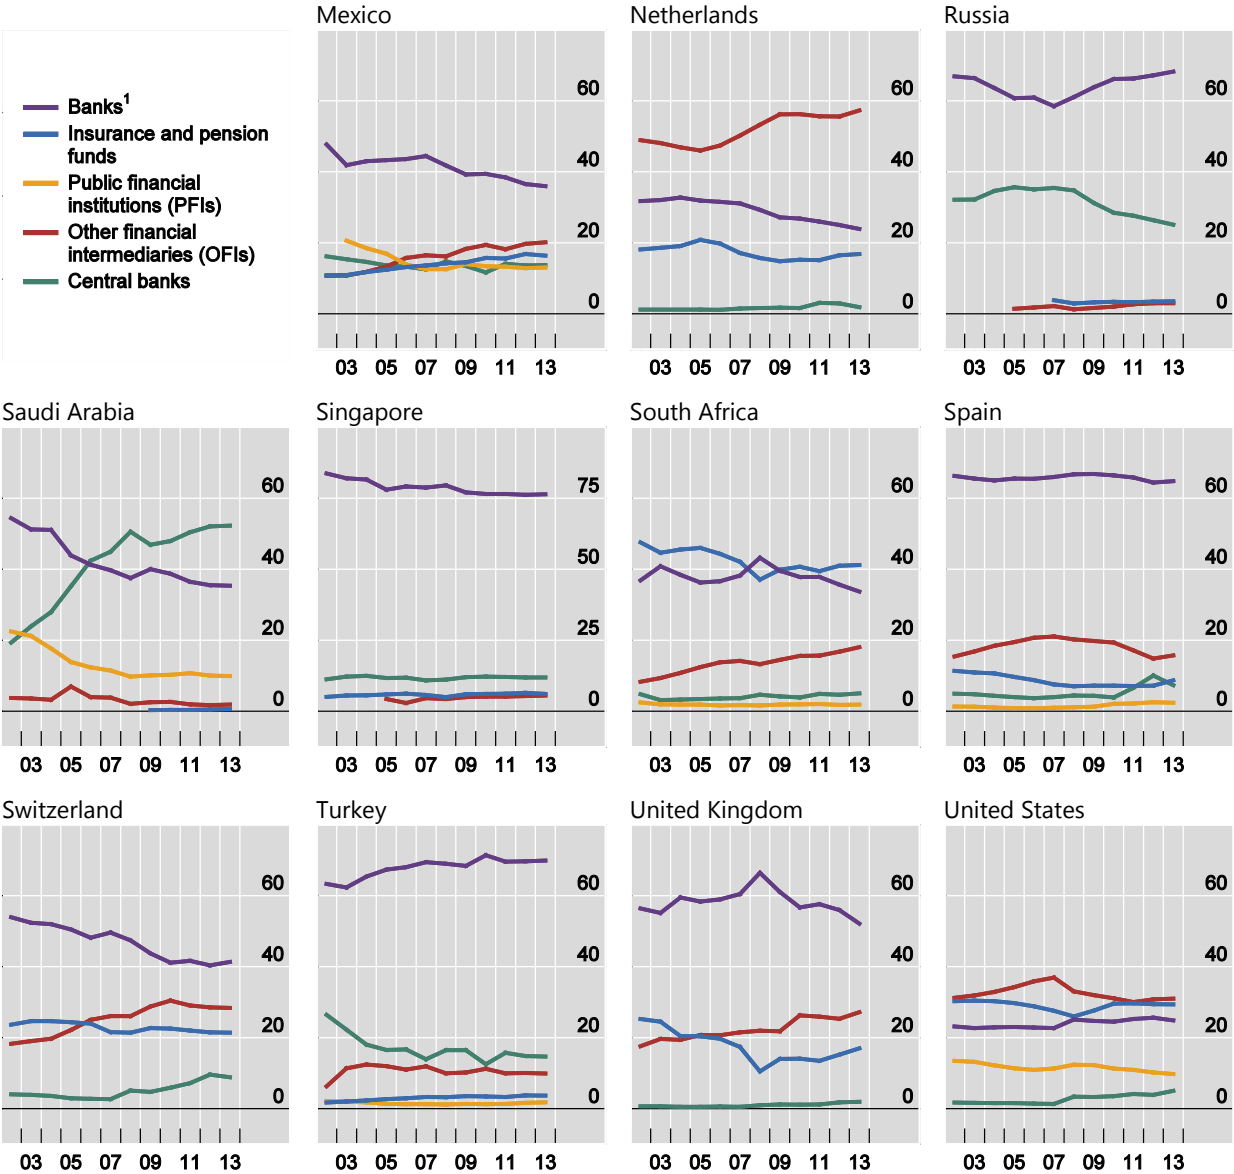 Mexico
Netherlands
Russia
Banks1
Insurance and pension
funds
Public financial
institutions (PFIs)
Other financial
intermediaries (OFIs)
Central banks
60
40
20
0
03 05 07 09 11 13
60
40
20
0
03 05 07 09 11 13
60
40
20
0
03 05 07 09 11 13
Saudi Arabia
Singapore
South Africa
Spain
60
40
20
0
03 05 07 09 11 13
75
50
25
0
03 05 07 09 11 13
60
40
20
0
03 05 07 09 11 13
60
40
20
0
03 05 07 09 11 13
Switzerland
Turkey
United Kingdom
United States
60
40
20
0
03 05 07 09 11 13
60
40
20
0
03 05 07 09 11 13
60
40
20
0
03 05 07 09 11 13
60
40
20
0
03 05 07 09 11 13